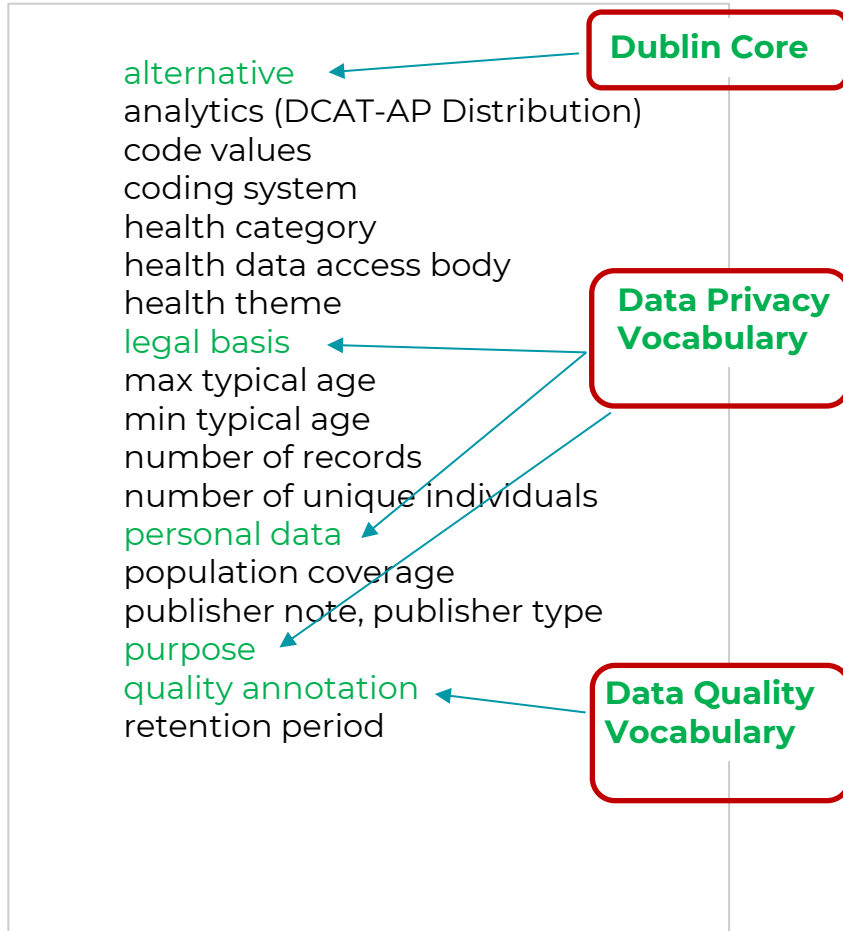 Dublin Core
alternative
analytics (DCAT-AP Distribution)
code values
coding system
health category
health data access body
health theme
legal basis
max typical age
min typical age
number of records
number of unique individuals
personal data
population coverage
publisher note, publisher type
purpose
quality annotation
retention period
Data Privacy
Vocabulary
Data Quality
Vocabulary